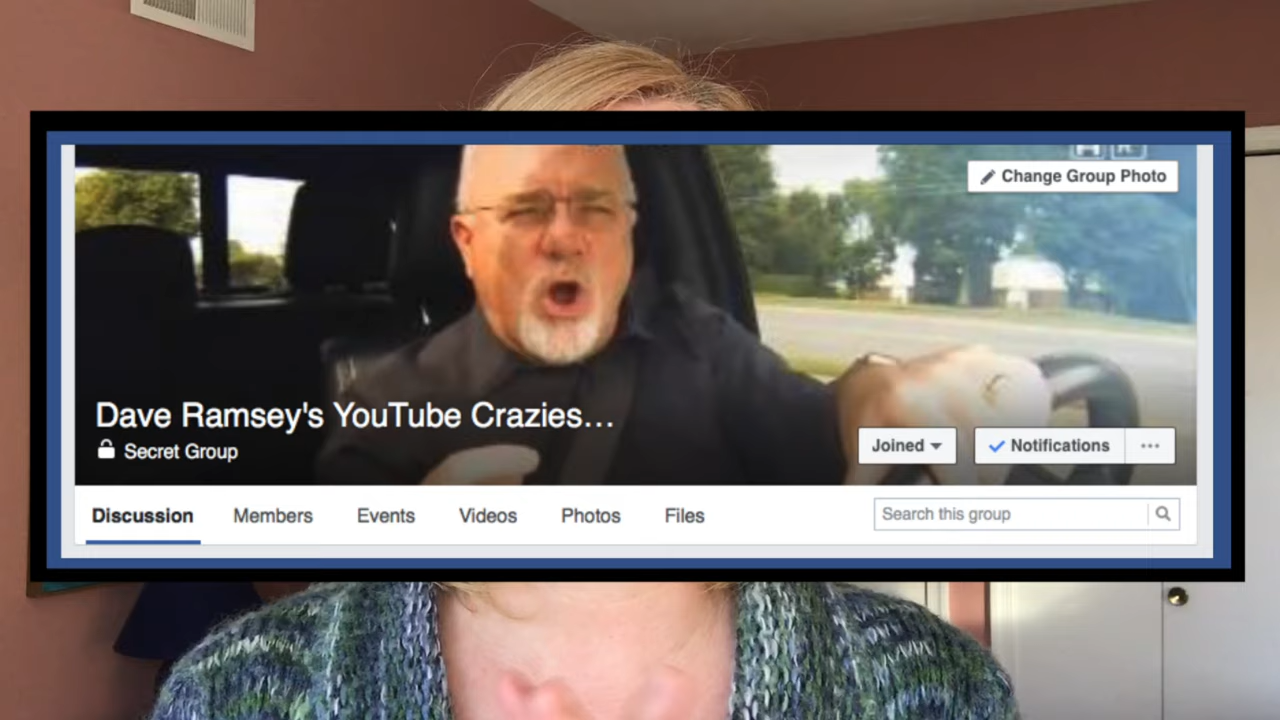 Change Group Photo
Dave Ramsey's YouTube Crazies...
Secret Group
Joined
Notifications
Discussion Members Events Videos Photos Files
Search this group